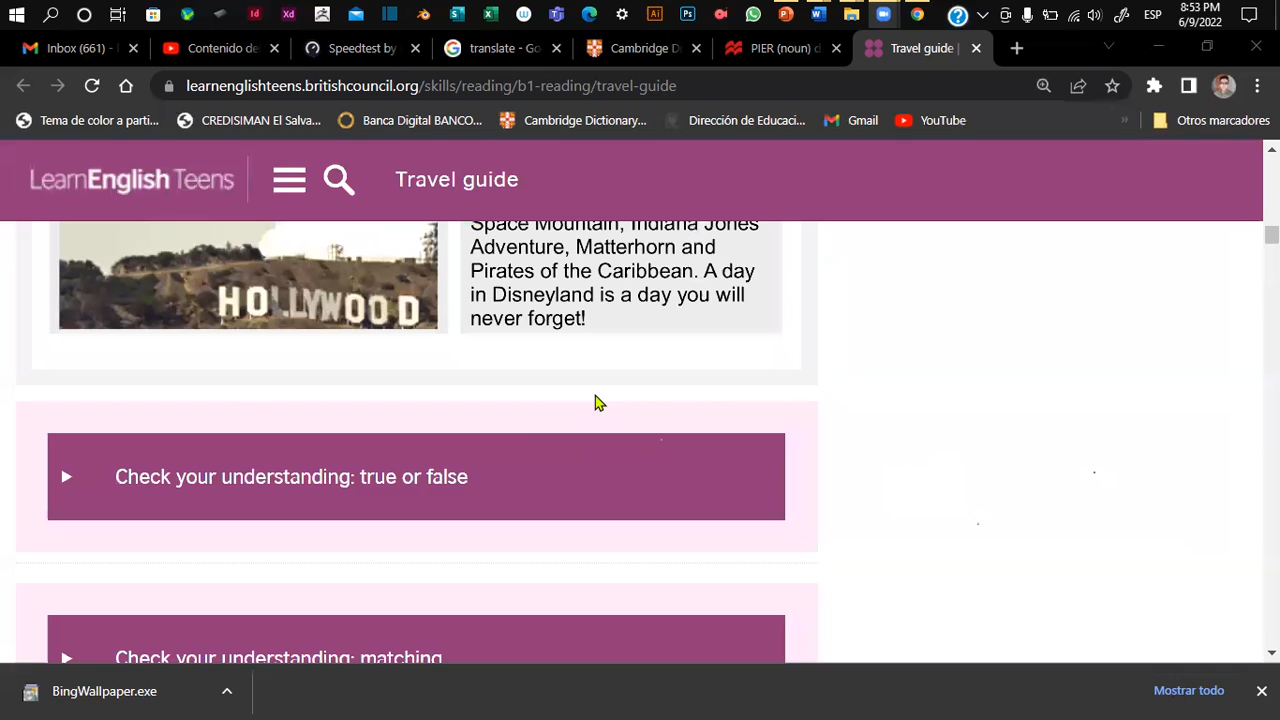 8:53 PM
ESP
6/9/2022
Inbox (661) -
Contenido de
Speedtest by
translate - Go
Cambridge D
PIER (noun) d
Travel guide |
learnenglishteens.britishcouncil.org/skills/reading/b1-reading/travel-guide
Tema de color a parti...
CREDISIMAN El Salva...
Banca Digital BANCO...
Cambridge Dictionary...
Dirección de Educaci...
Gmail
YouTube
»
Otros marcadores
LearnEnglish Teens
Travel guide
Space Mountain, Indiana Jones
Adventure, Matterhorn and
Pirates of the Caribbean. A day
in Disneyland is a day you will
never forget!
HOLLYWOOD
Check your understanding: true or false
Check your understanding: matching
BingWallpaper.exe
Mostrar todo